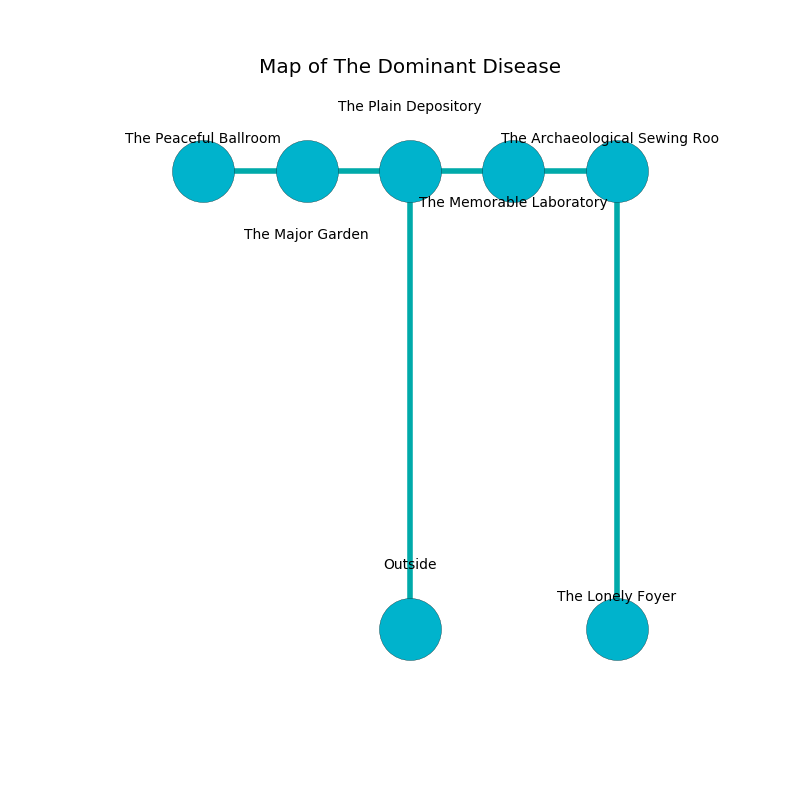 Map of The Dominant Disease
The Plain Depository
The Peaceful Ballroom
The Archaeological Sewing Roo
The Memorable Laboratory
The Major Garden
Outside
The Lonely Foyer